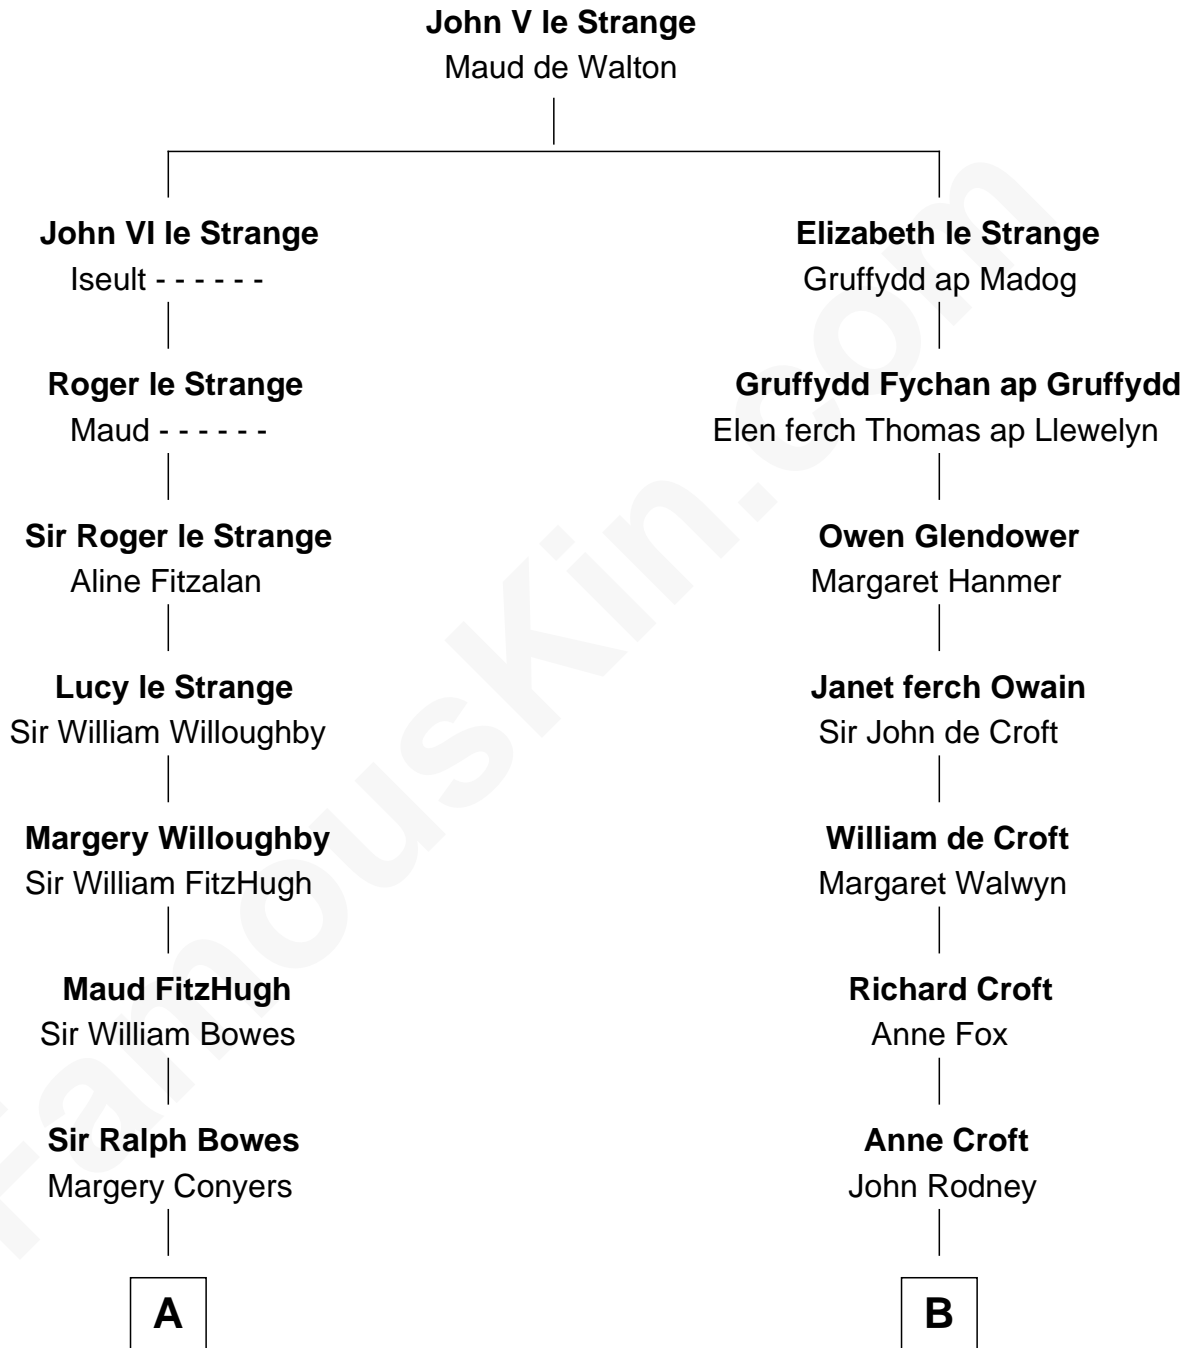 John V le Strange
Maud de Walton
John VI le Strange
Iseult - - - - - -
Elizabeth le Strange
Gruffydd ap Madog
Roger le Strange
Maud - - - - - -
Gruffydd Fychan ap Gruffydd
Elen ferch Thomas ap Llewelyn
Sir Roger le Strange
Aline Fitzalan
Owen Glendower
Margaret Hanmer
Lucy le Strange
Sir William Willoughby
Janet ferch Owain
Sir John de Croft
Margery Willoughby
Sir William FitzHugh
William de Croft
Margaret Walwyn
Maud FitzHugh
Sir William Bowes
Richard Croft
Anne Fox
Sir Ralph Bowes
Margery Conyers
Anne Croft
John Rodney
A
B
FamousKin.com